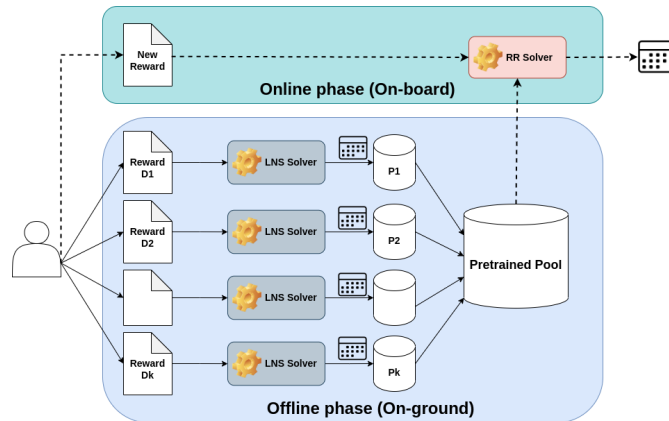 New
Reward
RR Solver
Online phase (On-board)
Reward
D1
LNS Solver
P1
Reward
D2
LNS Solver
P2
Pretrained Pool
LNS Solver
Reward
Dk
LNS Solver
Pk
Offline phase (On-ground)